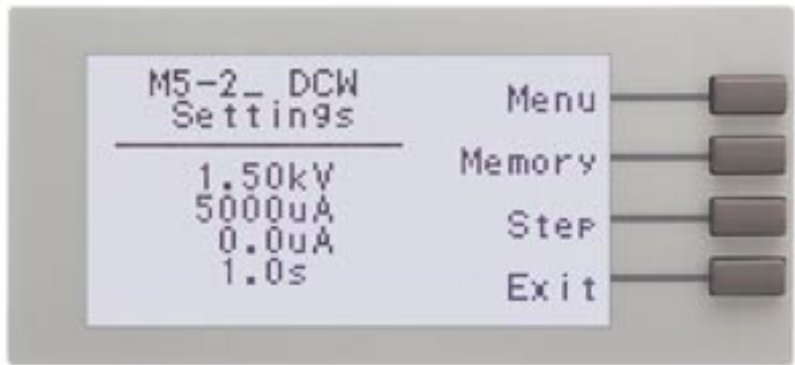 M5-2_ DCW
Settings
1.50kV
5000uA
0.0uA
1.0s
Menu
Memory
Step
Exit